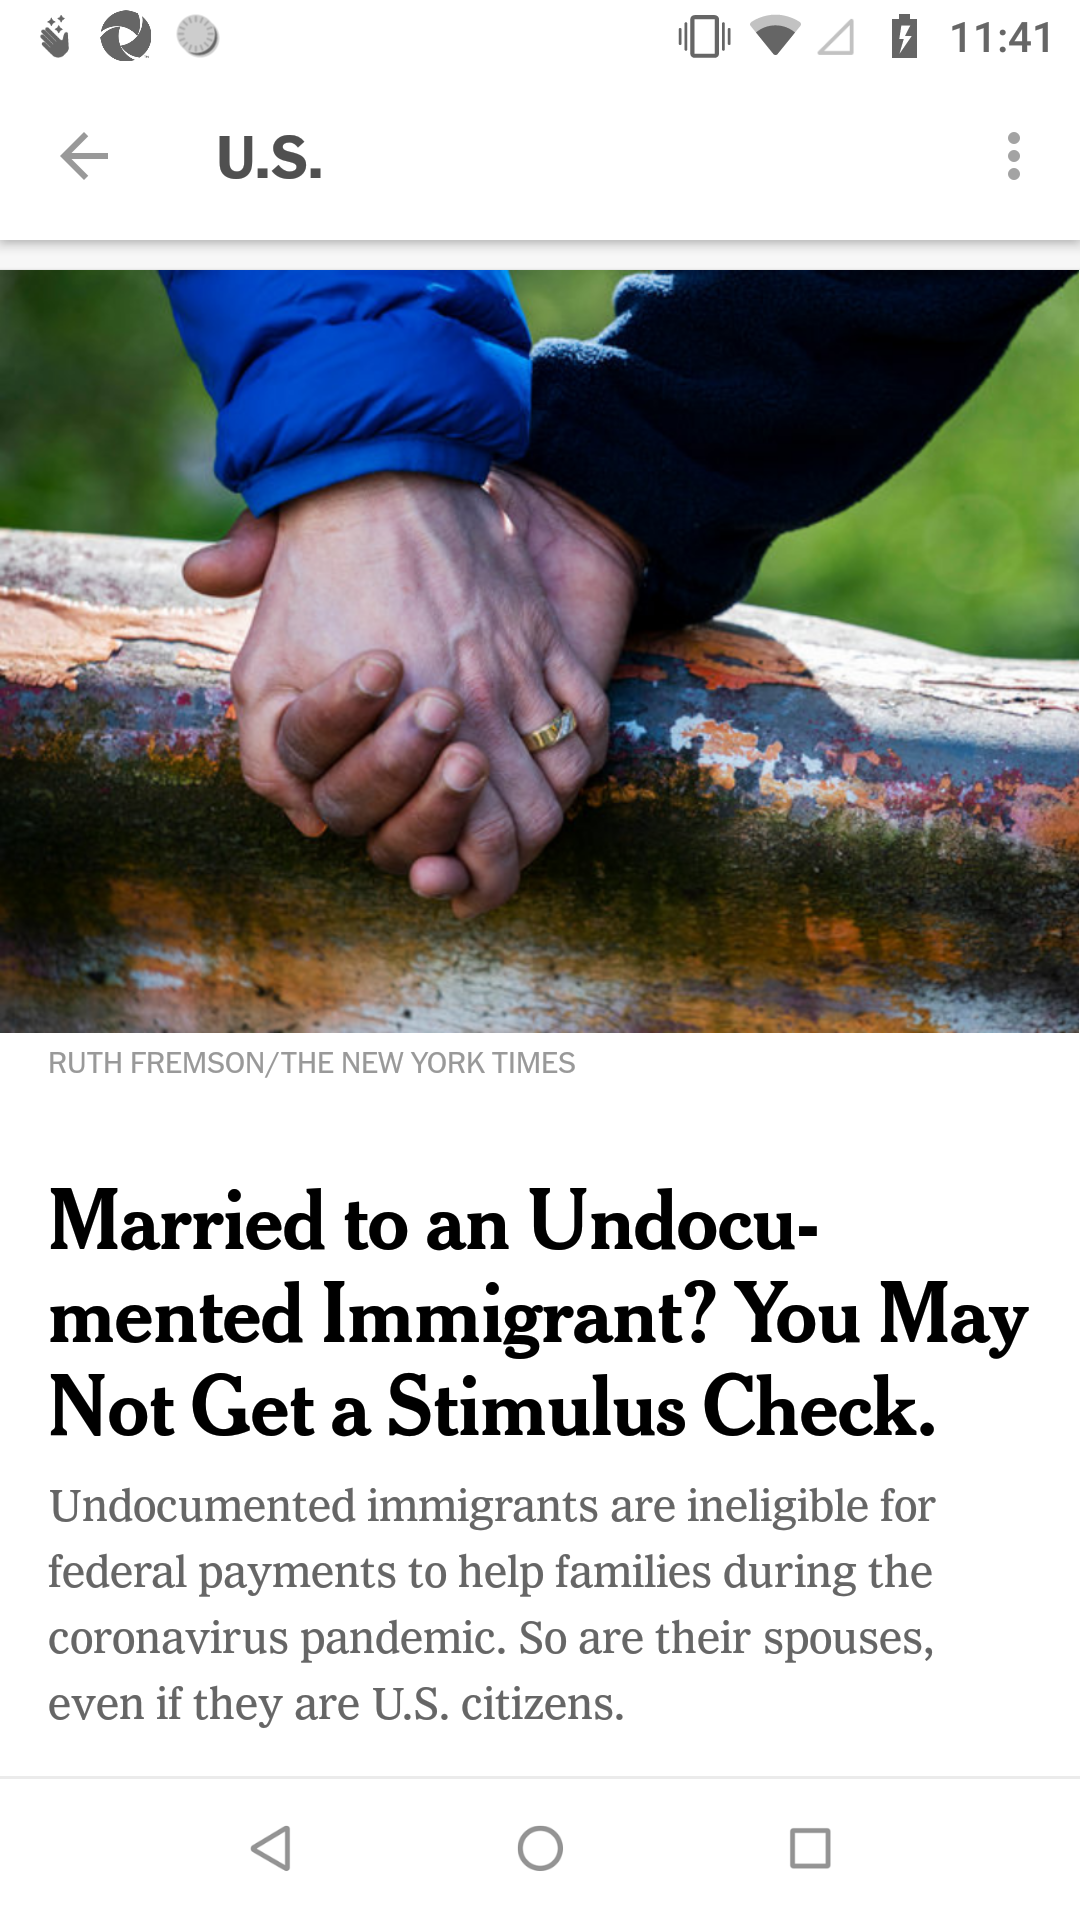 11:41
U.S.
RUTH FREMSON/THE NEW YORK TIMES
Married to an Undocu-
mented Immigrant? You May
Not Get a Stimulus Check.
Undocumented immigrants are ineligible for
federal payments to help families during the
coronavirus pandemic. So are their spouses,
even if they are U.S. citizens.